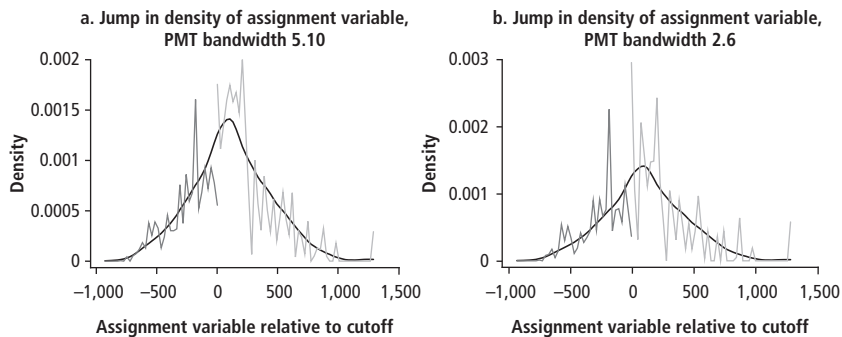 a. Jump in density of assignment variable,
PMT bandwidth 5.10
0.002
0.0015
0.001
0.0005
0
Density
–1,000 –500 0 500 1,000 1,500
Assignment variable relative to cutoff
b. Jump in density of assignment variable,
PMT bandwidth 2.6
0.003
0.002
0.001
0
Density
–1,000 –500 0 500 1,000 1,500
Assignment variable relative to cutoff